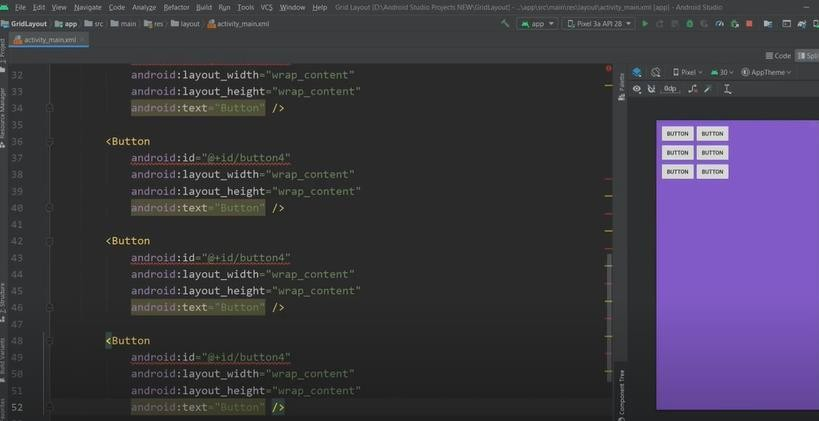 File Edit View Navigate Code Analyze Refactor Build Run Tools VCS Window Help Grid Layout [D:\Android Studio Projects NEW\GridLayout] - ...\app\src\main\res\layout\activity_main.xml [app] - Android Studio
GridLayout app src main res layout activity_main.xml app Pixel 3a API 28
activity_main.xml
Code Split
Project
Resource Manager
Structure
Build Variants
Favorites
32 android:layout_width="wrap_content"
33 android:layout_height="wrap_content"
34 android:text="Button" />
35
36 <Button
37 android:id="@+id/button4"
38 android:layout_width="wrap_content"
39 android:layout_height="wrap_content"
40 android:text="Button" />
41
42 <Button
43 android:id="@+id/button4"
44 android:layout_width="wrap_content"
45 android:layout_height="wrap_content"
46 android:text="Button" />
47
48 <Button
49 android:id="@+id/button4"
50 android:layout_width="wrap_content"
51 android:layout_height="wrap_content"
52 android:text="Button" />
Palette
Component Tree
Pixel 30 AppTheme
0dp
BUTTON BUTTON
BUTTON BUTTON
BUTTON BUTTON